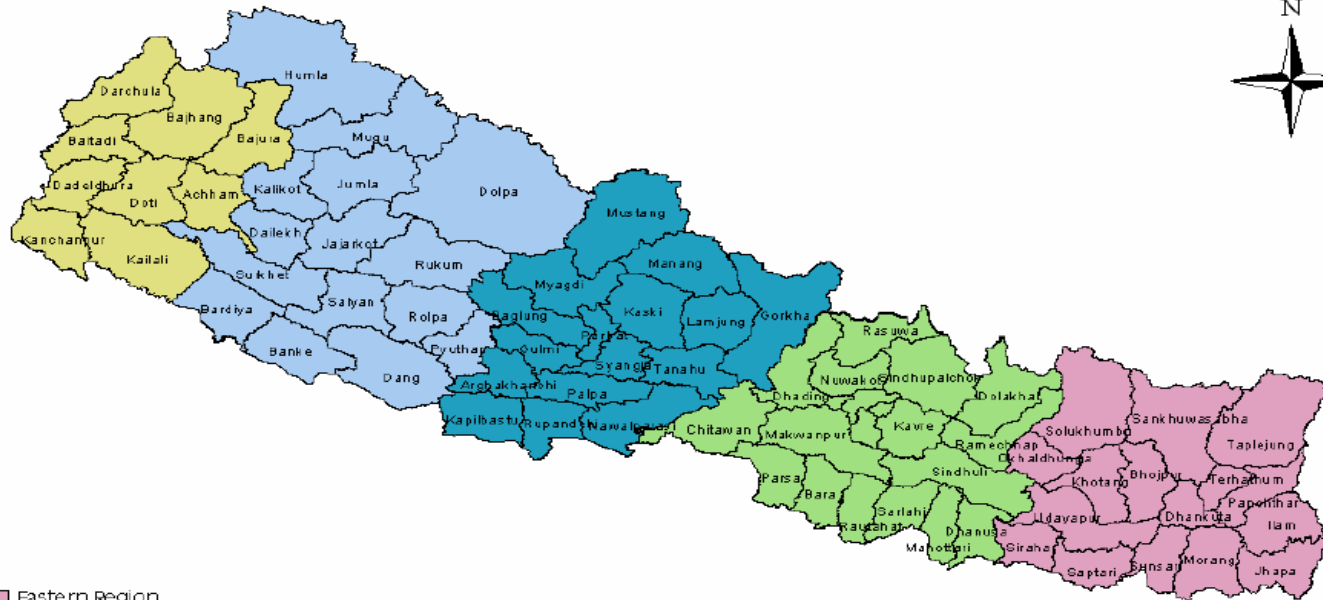 N
Humla
Darchula
Bajhang
Baitadi
Bajura
Mugu
Dadeldhura
Doti
Achham
Kalikot
Jumla
Dolpa
Kanchanpur
Kailali
Dailekh
Jajarkot
Mustang
Surkhet
Rukum
Manang
Myagdi
Bardiya
Salyan
Rolpa
Baglung
Kaski
Lamjung
Gorkha
Banke
Pyuthan
Gulmi
Parbat
Syangja
Tanahu
Rasuwa
Dang
Argbakhanchi
Palpa
Nuwakot
Sindhupalchok
Dhading
Dolakha
Kapilbastu
Rupandehi
Nawalparasi
Chitawan
Makwanpur
Kavre
Ramechhap
Solukhumbu
Sankhuwasabha
Taplejung
Okhaldhunga
Sindhuli
Parsa
Bara
Khotang
Bhojpur
Terhathum
Panchthar
Sarlahi
Rautahat
Udayapur
Dhankuta
Ilam
Mahottari
Dhanusa
Siraha
Saptari
Sunsari
Morang
Jhapa
Eastern Region